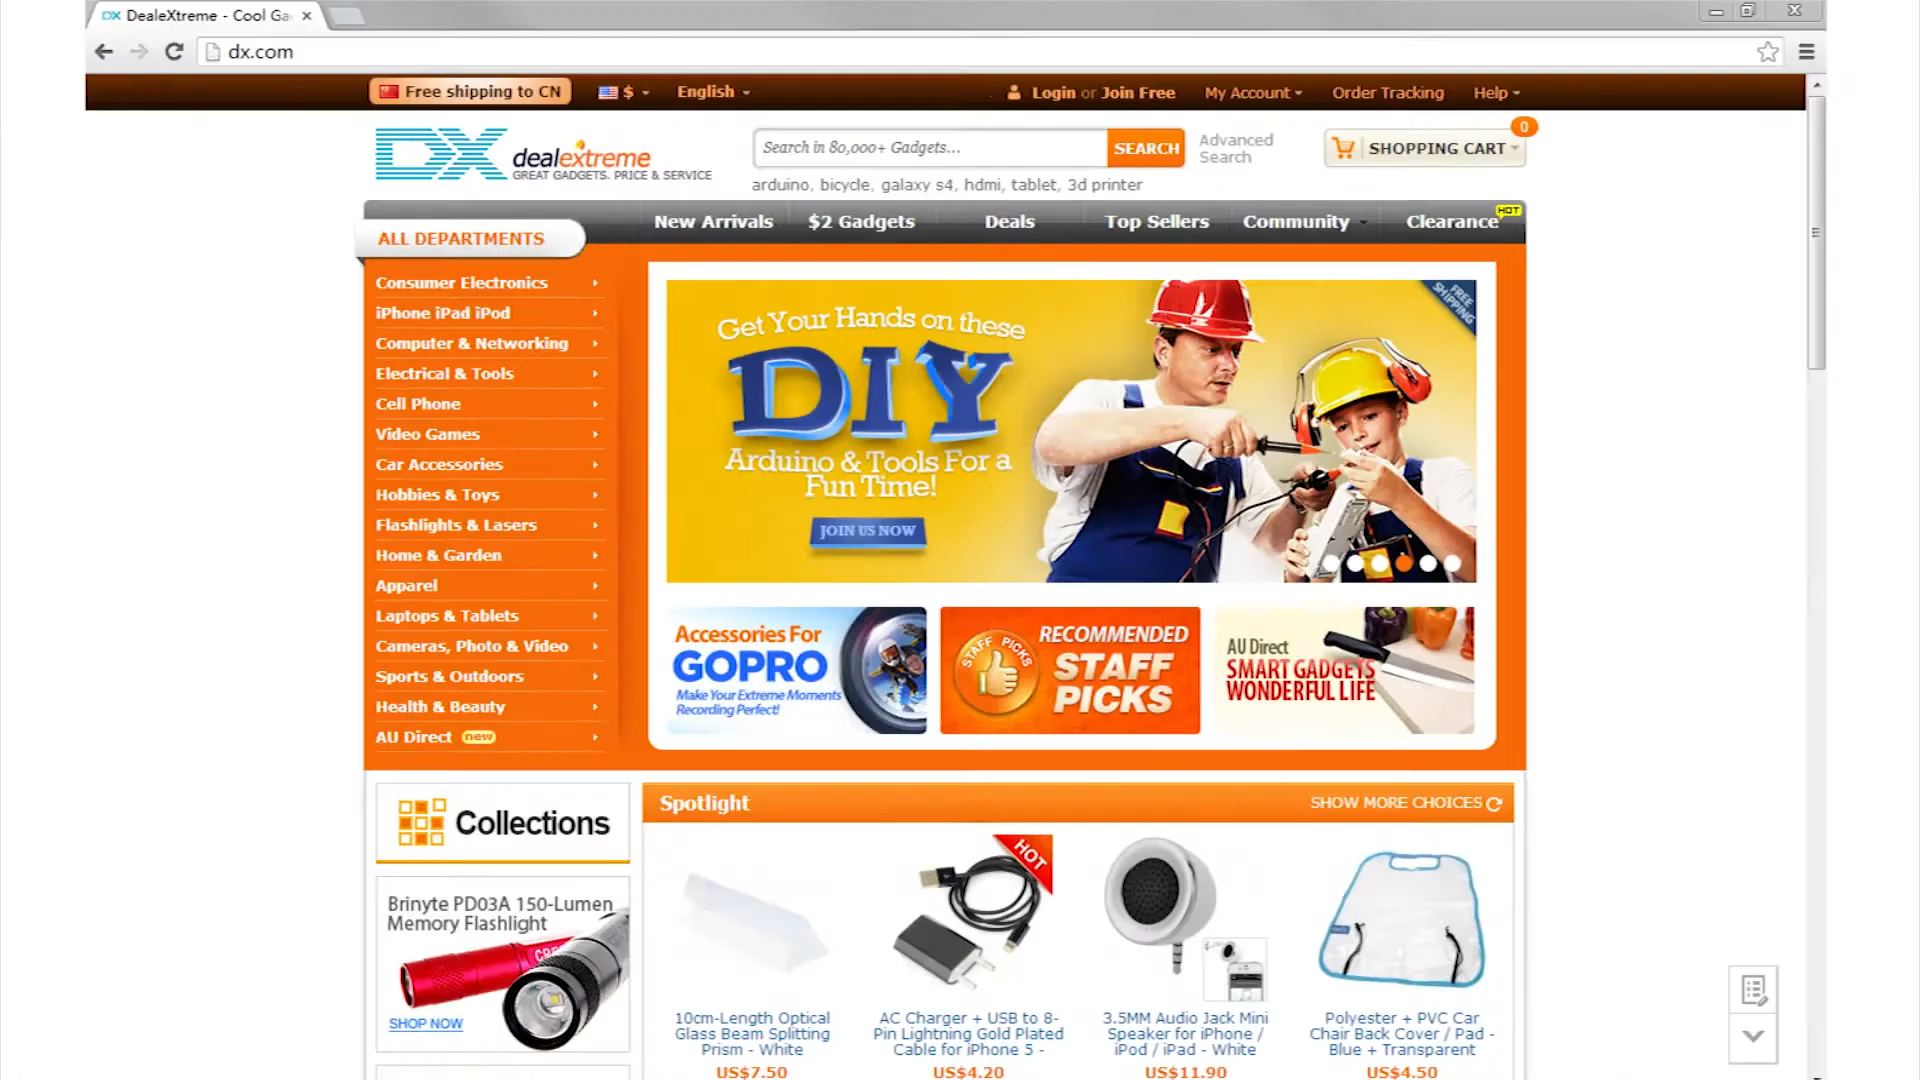 DX DealeXtreme - Cool Ga
dx.com
Free shipping to CN
$
English
Login or Join Free
My Account
Order Tracking
Help
DX dealextreme
GREAT GADGETS. PRICE & SERVICE
Search in 80,000+ Gadgets...
SEARCH
Advanced
Search
0
SHOPPING CART
arduino, bicycle, galaxy s4, hdmi, tablet, 3d printer
ALL DEPARTMENTS
New Arrivals
$2 Gadgets
Deals
Top Sellers
Community
Clearance
HOT
Consumer Electronics
iPhone iPad iPod
Computer & Networking
Electrical & Tools
Cell Phone
Video Games
Car Accessories
Hobbies & Toys
Flashlights & Lasers
Home & Garden
Apparel
Laptops & Tablets
Cameras, Photo & Video
Sports & Outdoors
Health & Beauty
AU Direct new
Get Your Hands on these
DIY
Arduino & Tools For a
Fun Time!
JOIN US NOW
FREE
SHIPPING
Accessories For
GOPRO
Make Your Extreme Moments
Recording Perfect!
STAFF PICKS
RECOMMENDED
STAFF
PICKS
AU Direct
SMART GADGETS
WONDERFUL LIFE
Collections
Brinyte PD03A 150-Lumen
Memory Flashlight
CRE
SHOP NOW
Spotlight
SHOW MORE CHOICES
HOT
10cm-Length Optical
Glass Beam Splitting
Prism - White
US$7.50
AC Charger + USB to 8-
Pin Lightning Gold Plated
Cable for iPhone 5 -
US$4.20
3.5MM Audio Jack Mini
Speaker for iPhone /
iPod / iPad - White
US$11.90
Polyester + PVC Car
Chair Back Cover / Pad -
Blue + Transparent
US$4.50